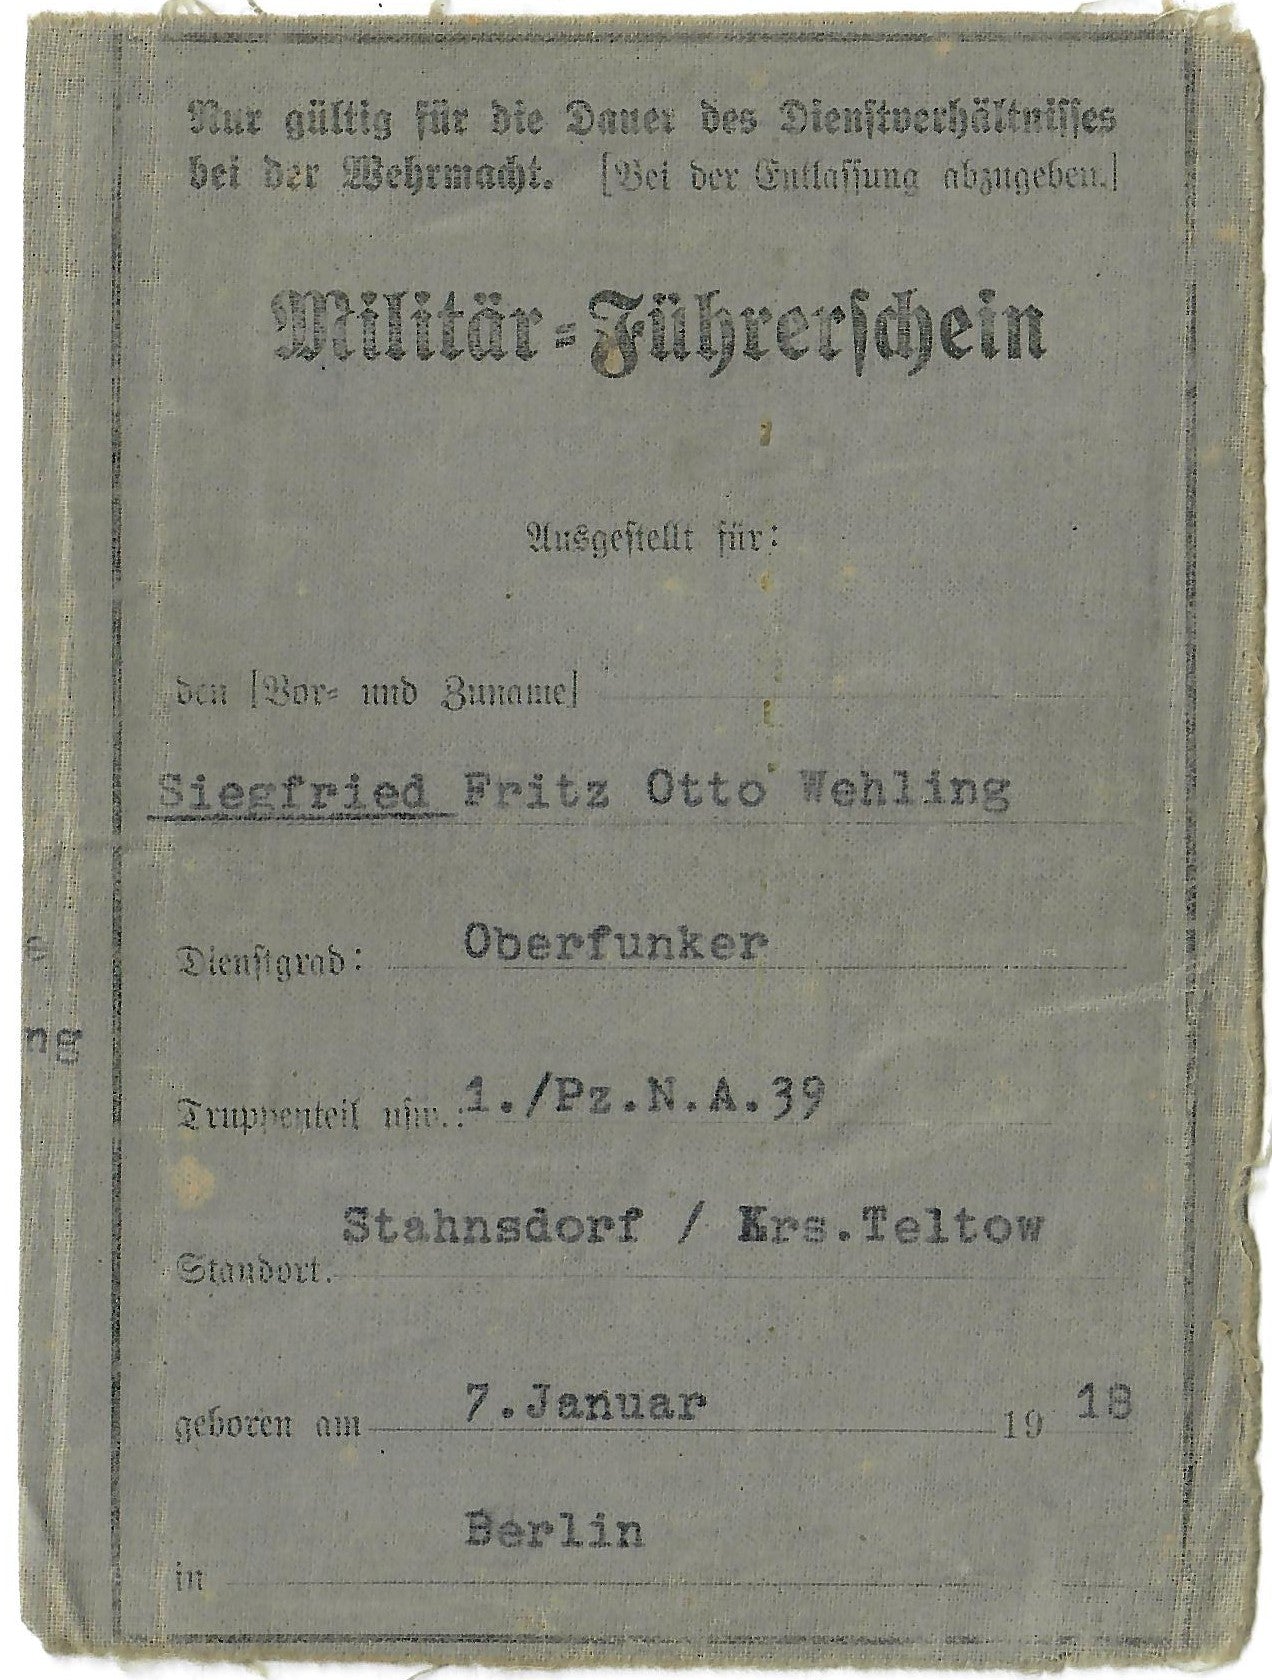 Nur gültig für die Dauer des Dienstverhältnisses
bei der Wehrmacht. [Bei der Entlassung abzugeben.]
Militär-Führerschein
Ausgestellt für:
den [Vor- und Zuname]
Siegfried Fritz Otto Wehling
Dienstgrad: Oberfunker
Truppenteil usw.: 1./Pz.N.A.39
Stahnsdorf / Krs.Teltow
Standort.
geboren am 7.Januar 19 18
Berlin
in
e
ng